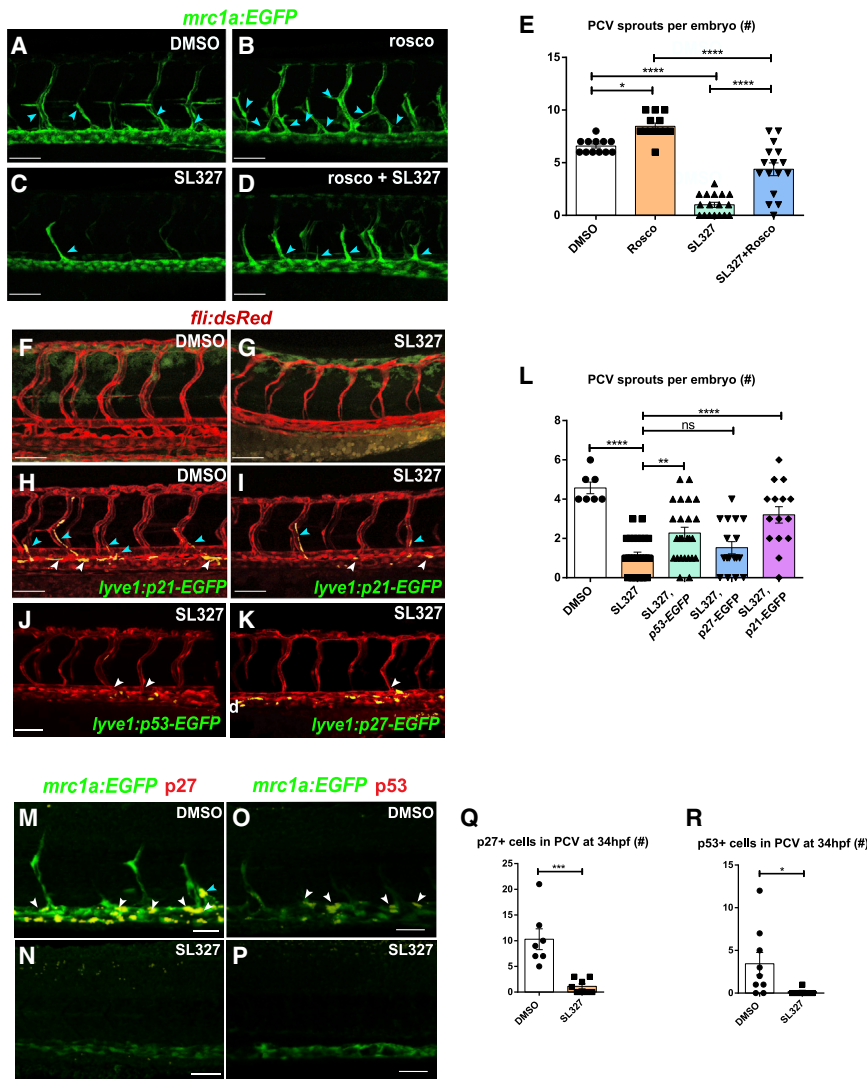 mrc1a:EGFP
A
DMSO
B
rosco
C
SL327
D
rosco + SL327
E
PCV sprouts per embryo (#)
****
****
****
*
15
10
5
0
DMSO
Rosco
SL327
SL327+Rosco
fli:dsRed
F
DMSO
G
SL327
H
DMSO
lyve1:p21-EGFP
I
SL327
lyve1:p21-EGFP
J
SL327
lyve1:p53-EGFP
K
SL327
d
lyve1:p27-EGFP
L
PCV sprouts per embryo (#)
****
ns
****
**
8
6
4
2
0
DMSO
SL327
SL327,
p53-EGFP
SL327,
p27-EGFP
SL327,
p21-EGFP
mrc1a:EGFP p27
mrc1a:EGFP p53
M
DMSO
O
DMSO
N
SL327
P
SL327
Q
p27+ cells in PCV at 34hpf (#)
***
25
20
15
10
5
0
DMSO
SL327
R
p53+ cells in PCV at 34hpf (#)
*
15
10
5
0
DMSO
SL327